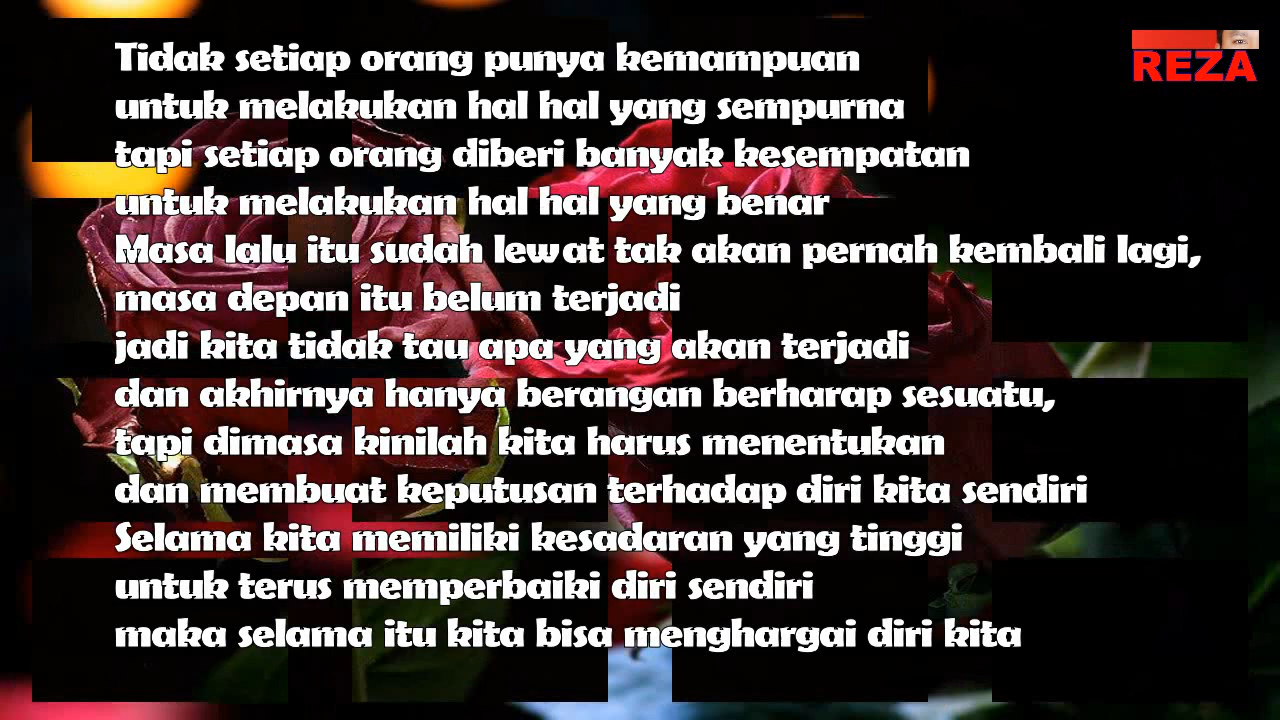 REZA
Tidak setiap orang punya kemampuan
untuk melakukan hal hal yang sempurna
tapi setiap orang diberi banyak kesempatan
untuk melakukan hal hal yang benar
Masa lalu itu sudah lewat tak akan pernah kembali lagi,
masa depan itu belum terjadi
jadi kita tidak tau apa yang akan terjadi
dan akhirnya hanya berangan berharap sesuatu,
tapi dimasa kinilah kita harus menentukan
dan membuat keputusan terhadap diri kita sendiri
Selama kita memiliki kesadaran yang tinggi
untuk terus memperbaiki diri sendiri
maka selama itu kita bisa menghargai diri kita